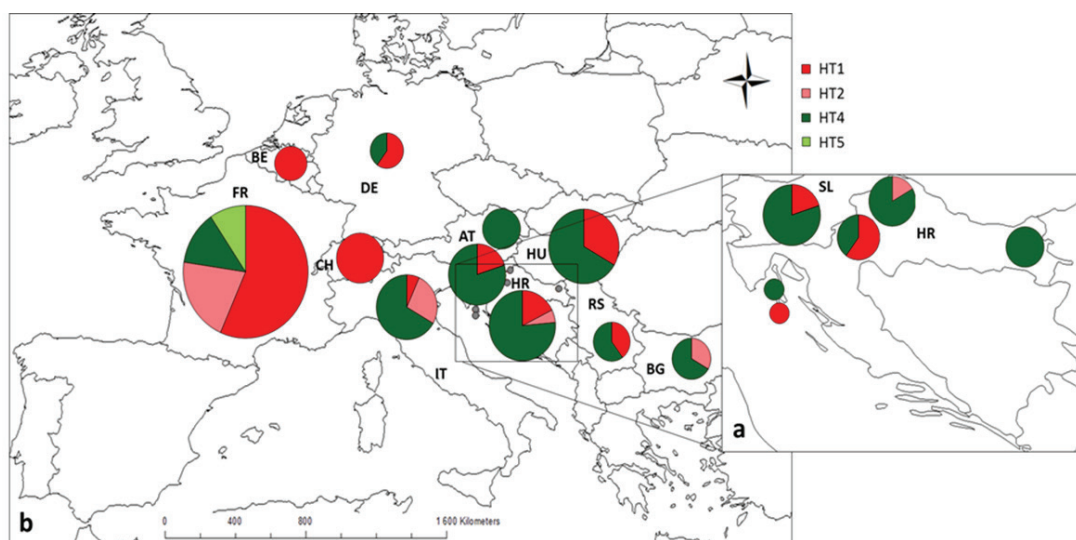 HT1
HT2
HT4
HT5
BE
DE
FR
CH
AT
HU
HR
IT
RS
BG
SL
HR
a
b
0 400 800 1 600 Kilometers